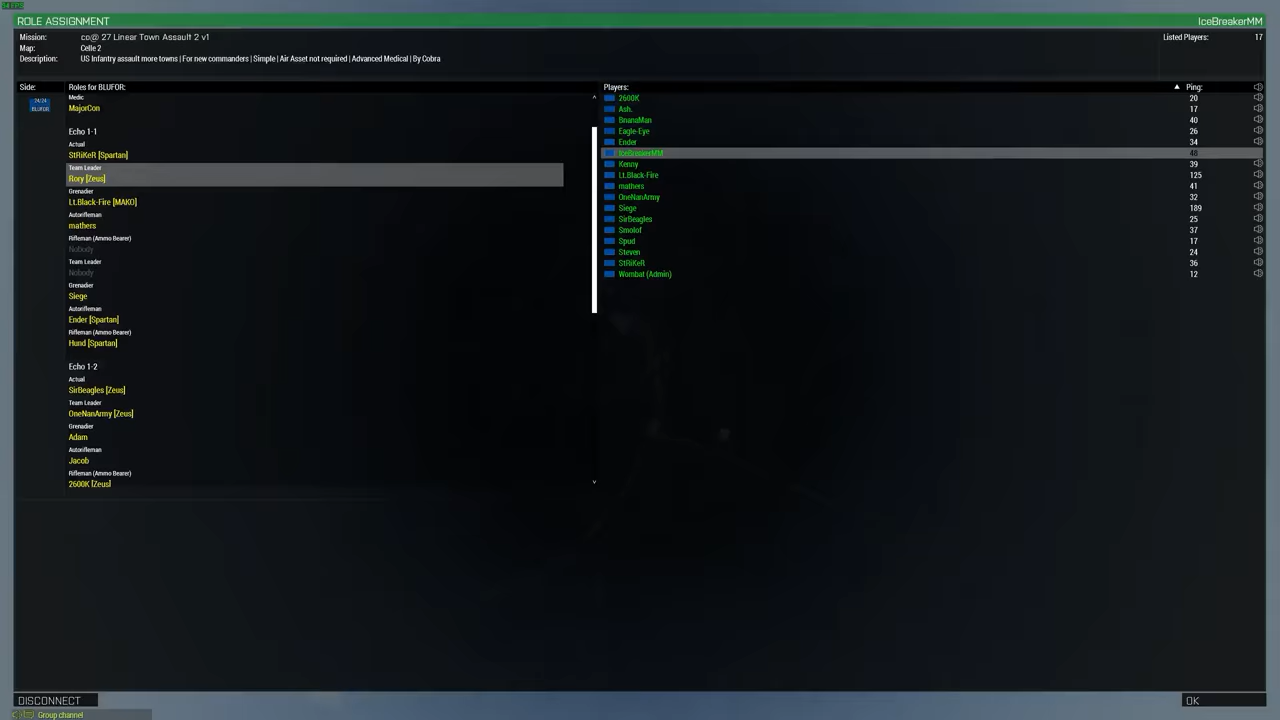 ROLE ASSIGNMENT
IceBreakerMM
Mission: co@ 27 Linear Town Assault 2 v1
Listed Players: 17
Map: Celle 2
Description: US Infantry assault more towns | For new commanders | Simple | Air Asset not required | Advanced Medical | By Cobra
Side: Roles for BLUFOR:
24/24
BLUFOR
Medic
MajorCon
Echo 1-1
Actual
StRiKeR [Spartan]
Team Leader
Rory [Zeus]
Grenadier
Lt.Black-Fire [MAKO]
Autorifleman
mathers
Rifleman (Ammo Bearer)
Nobody
Team Leader
Nobody
Grenadier
Siege
Autorifleman
Ender [Spartan]
Rifleman (Ammo Bearer)
Hund [Spartan]
Echo 1-2
Actual
SirBeagles [Zeus]
Team Leader
OneNanArmy [Zeus]
Grenadier
Adam
Autorifleman
Jacob
Rifleman (Ammo Bearer)
2600K [Zeus]
Players: Ping:
2600K 20
Ash. 17
BnanaMan 40
Eagle-Eye 26
Ender 34
IceBreakerMM 48
Kenny 39
Lt.Black-Fire 125
mathers 41
OneNanArmy 32
Siege 189
SirBeagles 25
Smolof 37
Spud 17
Steven 24
StRiKeR 36
Wombat (Admin) 12
DISCONNECT
OK
Group channel